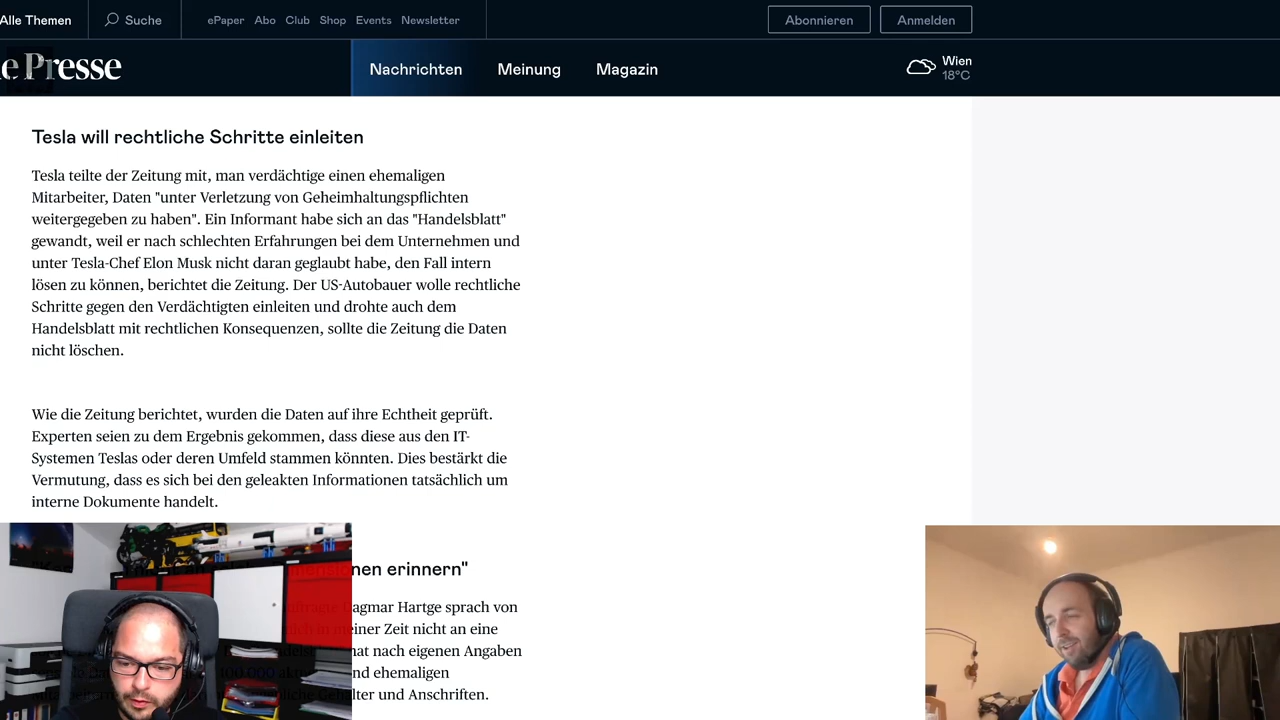 Alle Themen
Suche
ePaper Abo Club Shop Events Newsletter
Abonnieren
Anmelden
e Presse
Nachrichten
Meinung
Magazin
Wien
18°C
Tesla will rechtliche Schritte einleiten
Tesla teilte der Zeitung mit, man verdächtige einen ehemaligen
Mitarbeiter, Daten "unter Verletzung von Geheimhaltungspflichten
weitergegeben zu haben". Ein Informant habe sich an das "Handelsblatt"
gewandt, weil er nach schlechten Erfahrungen bei dem Unternehmen und
unter Tesla-Chef Elon Musk nicht daran geglaubt habe, den Fall intern
lösen zu können, berichtet die Zeitung. Der US-Autobauer wolle rechtliche
Schritte gegen den Verdächtigten einleiten und drohte auch dem
Handelsblatt mit rechtlichen Konsequenzen, sollte die Zeitung die Daten
nicht löschen.
Wie die Zeitung berichtet, wurden die Daten auf ihre Echtheit geprüft.
Experten seien zu dem Ergebnis gekommen, dass diese aus den IT-
Systemen Teslas oder deren Umfeld stammen könnten. Dies bestärkt die
Vermutung, dass es sich bei den geleakten Informationen tatsächlich um
interne Dokumente handelt.
nen erinnern"
Dagmar Hartge sprach von
in meiner Zeit nicht an eine
hat nach eigenen Angaben
100.000 und ehemaligen
Gehälter und Anschriften.